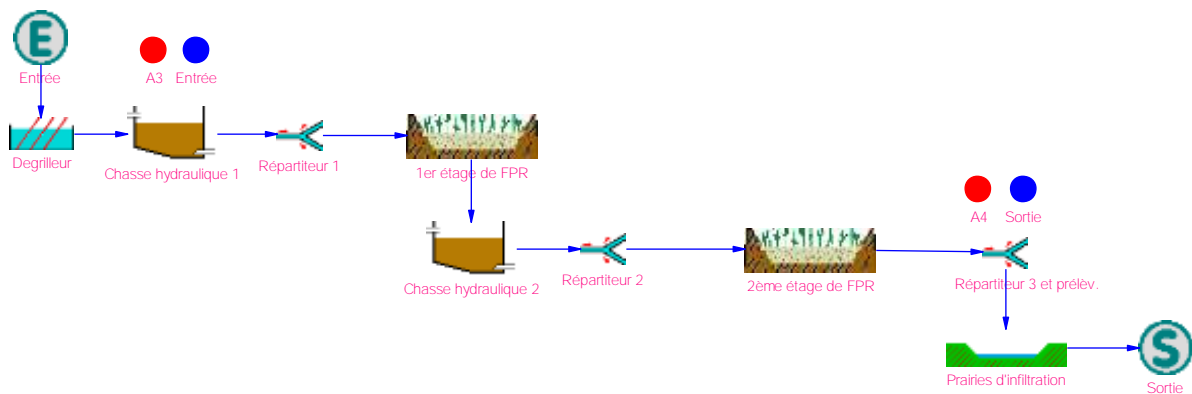 E
Entrée
A3 Entrée
Degrilleur
Chasse hydraulique 1
Répartiteur 1
1er étage de FPR
A4 Sortie
Chasse hydraulique 2
Répartiteur 2
2ème étage de FPR
Répartiteur 3 et prélèv.
Prairies d'infiltration
S
Sortie